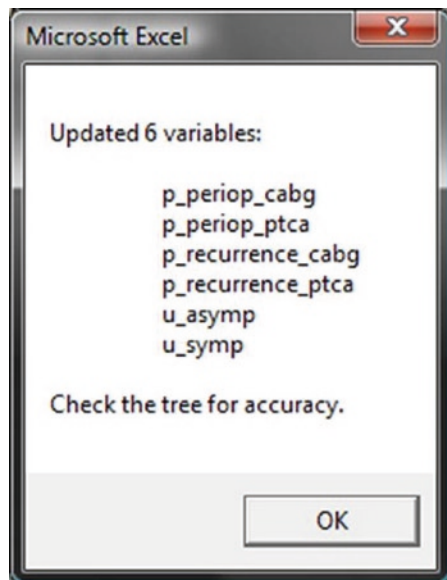 Microsoft Excel
Updated 6 variables:
p_periop_cabg
p_periop_ptca
p_recurrence_cabg
p_recurrence_ptca
u_asymp
u_symp
Check the tree for accuracy.
OK